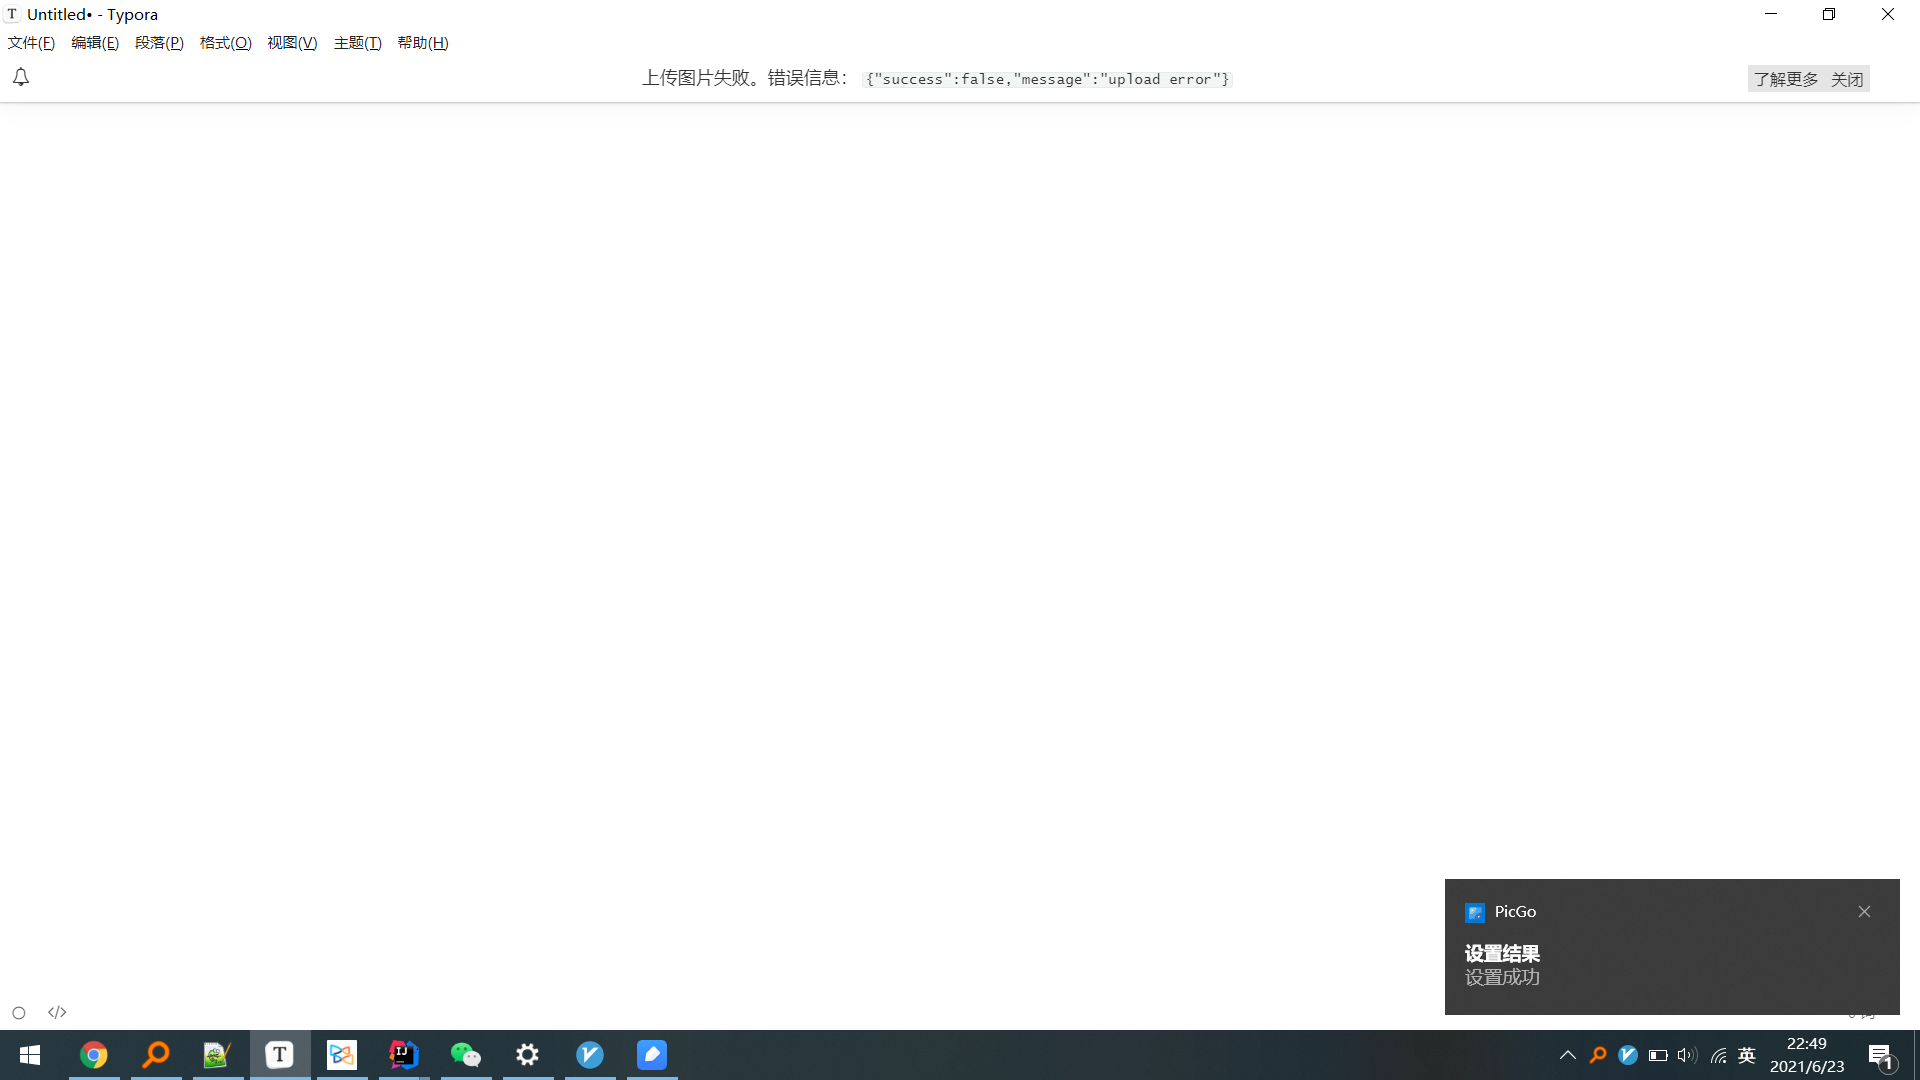 Untitled• - Typora
文件(F) 编辑(E) 段落(P) 格式(O) 视图(V) 主题(T) 帮助(H)
上传图片失败。错误信息： {"success":false,"message":"upload error"}
了解更多 关闭
PicGo
设置结果
设置成功
英
22:49
2021/6/23
1